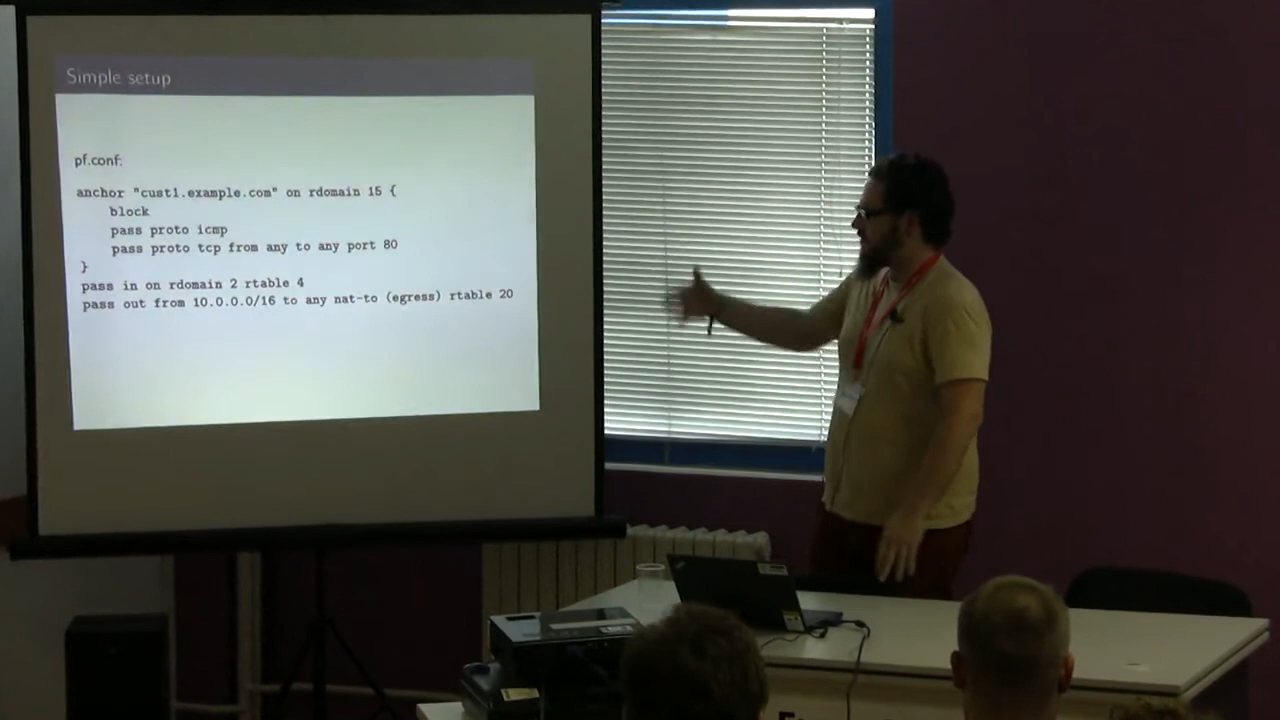 Simple setup
pf.conf:
anchor "cust1.example.com" on rdomain 15 {
block
pass proto icmp
pass proto tcp from any to any port 80
}
pass in on rdomain 2 rtable 4
pass out from 10.0.0.0/16 to any nat-to (egress) rtable 20